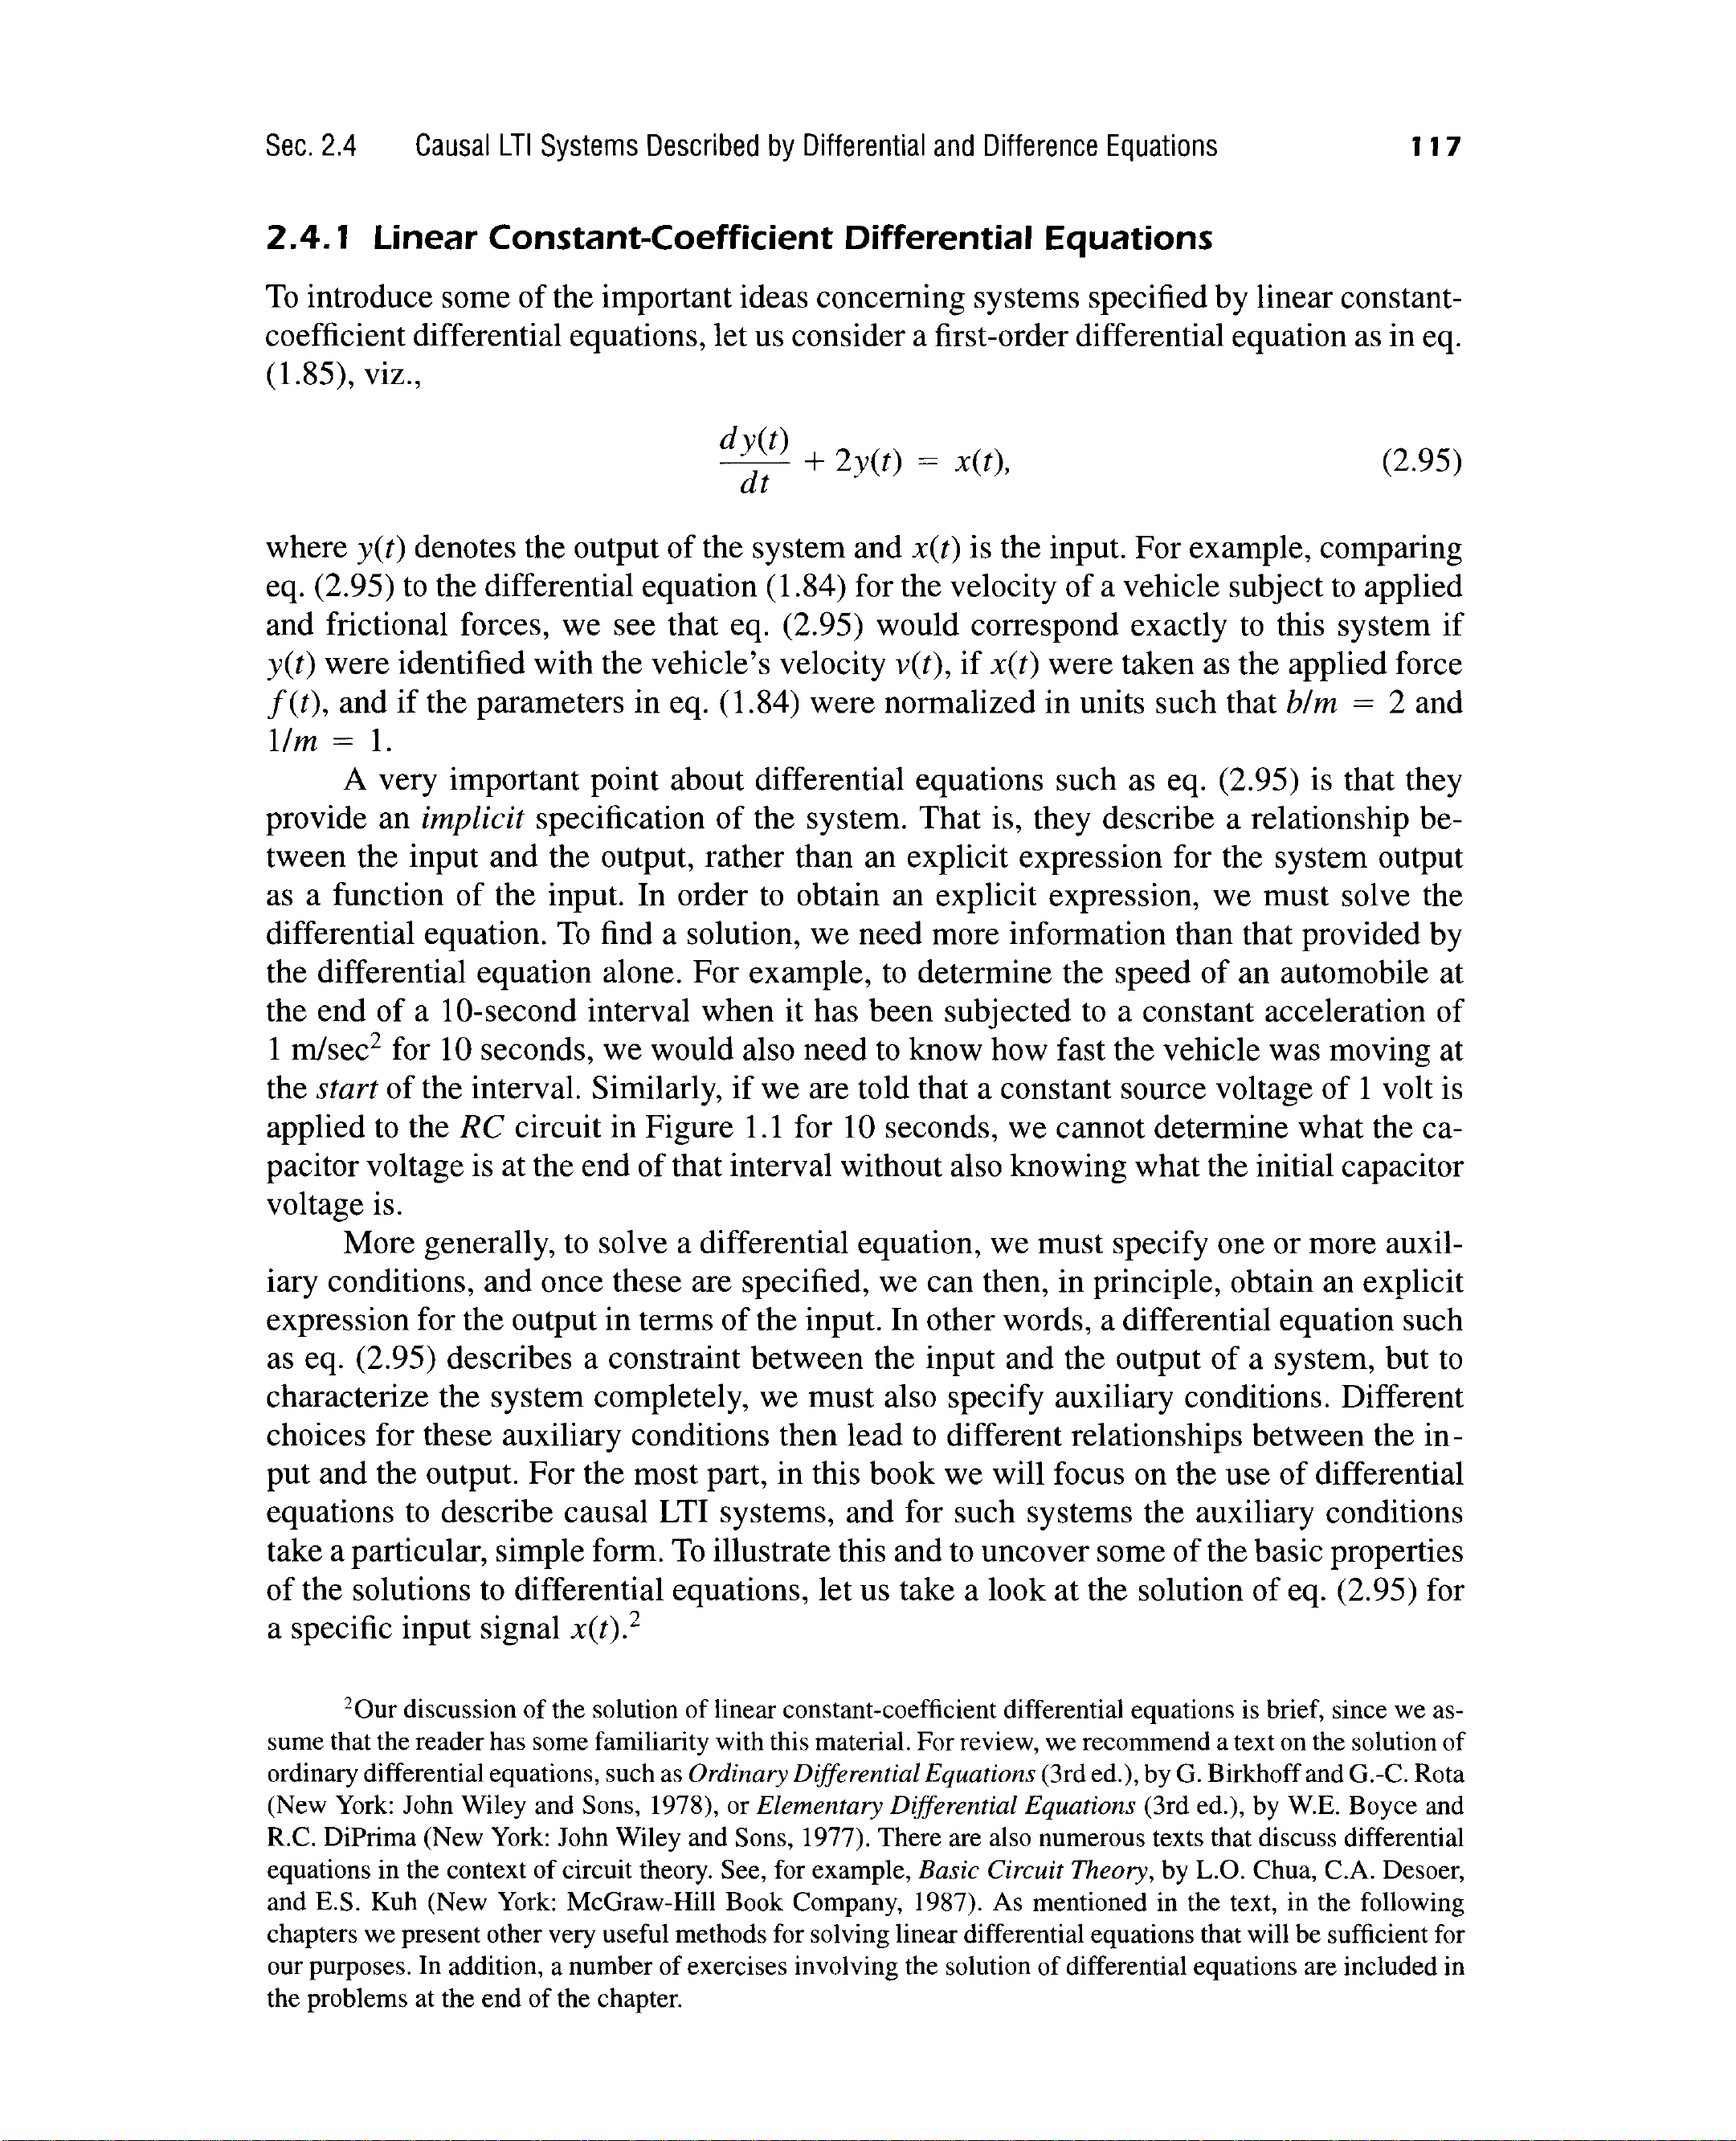 Sec. 2.4 Causal LTI Systems Described by Differential and Difference Equations 117
2.4.1 Linear Constant-Coefficient Differential Equations
To introduce some of the important ideas concerning systems specified by linear constant-
coefficient differential equations, let us consider a first-order differential equation as in eq.
(1.85), viz.,
dy(t)/dt + 2y(t) = x(t), (2.95)
where y(t) denotes the output of the system and x(t) is the input. For example, comparing
eq. (2.95) to the differential equation (1.84) for the velocity of a vehicle subject to applied
and frictional forces, we see that eq. (2.95) would correspond exactly to this system if
y(t) were identified with the vehicle's velocity v(t), if x(t) were taken as the applied force
f(t), and if the parameters in eq. (1.84) were normalized in units such that b/m = 2 and
1/m = 1.
A very important point about differential equations such as eq. (2.95) is that they
provide an implicit specification of the system. That is, they describe a relationship be-
tween the input and the output, rather than an explicit expression for the system output
as a function of the input. In order to obtain an explicit expression, we must solve the
differential equation. To find a solution, we need more information than that provided by
the differential equation alone. For example, to determine the speed of an automobile at
the end of a 10-second interval when it has been subjected to a constant acceleration of
1 m/sec² for 10 seconds, we would also need to know how fast the vehicle was moving at
the start of the interval. Similarly, if we are told that a constant source voltage of 1 volt is
applied to the RC circuit in Figure 1.1 for 10 seconds, we cannot determine what the ca-
pacitor voltage is at the end of that interval without also knowing what the initial capacitor
voltage is.
More generally, to solve a differential equation, we must specify one or more auxil-
iary conditions, and once these are specified, we can then, in principle, obtain an explicit
expression for the output in terms of the input. In other words, a differential equation such
as eq. (2.95) describes a constraint between the input and the output of a system, but to
characterize the system completely, we must also specify auxiliary conditions. Different
choices for these auxiliary conditions then lead to different relationships between the in-
put and the output. For the most part, in this book we will focus on the use of differential
equations to describe causal LTI systems, and for such systems the auxiliary conditions
take a particular, simple form. To illustrate this and to uncover some of the basic properties
of the solutions to differential equations, let us take a look at the solution of eq. (2.95) for
a specific input signal x(t).²
²Our discussion of the solution of linear constant-coefficient differential equations is brief, since we as-
sume that the reader has some familiarity with this material. For review, we recommend a text on the solution of
ordinary differential equations, such as Ordinary Differential Equations (3rd ed.), by G. Birkhoff and G.-C. Rota
(New York: John Wiley and Sons, 1978), or Elementary Differential Equations (3rd ed.), by W.E. Boyce and
R.C. DiPrima (New York: John Wiley and Sons, 1977). There are also numerous texts that discuss differential
equations in the context of circuit theory. See, for example, Basic Circuit Theory, by L.O. Chua, C.A. Desoer,
and E.S. Kuh (New York: McGraw-Hill Book Company, 1987). As mentioned in the text, in the following
chapters we present other very useful methods for solving linear differential equations that will be sufficient for
our purposes. In addition, a number of exercises involving the solution of differential equations are included in
the problems at the end of the chapter.